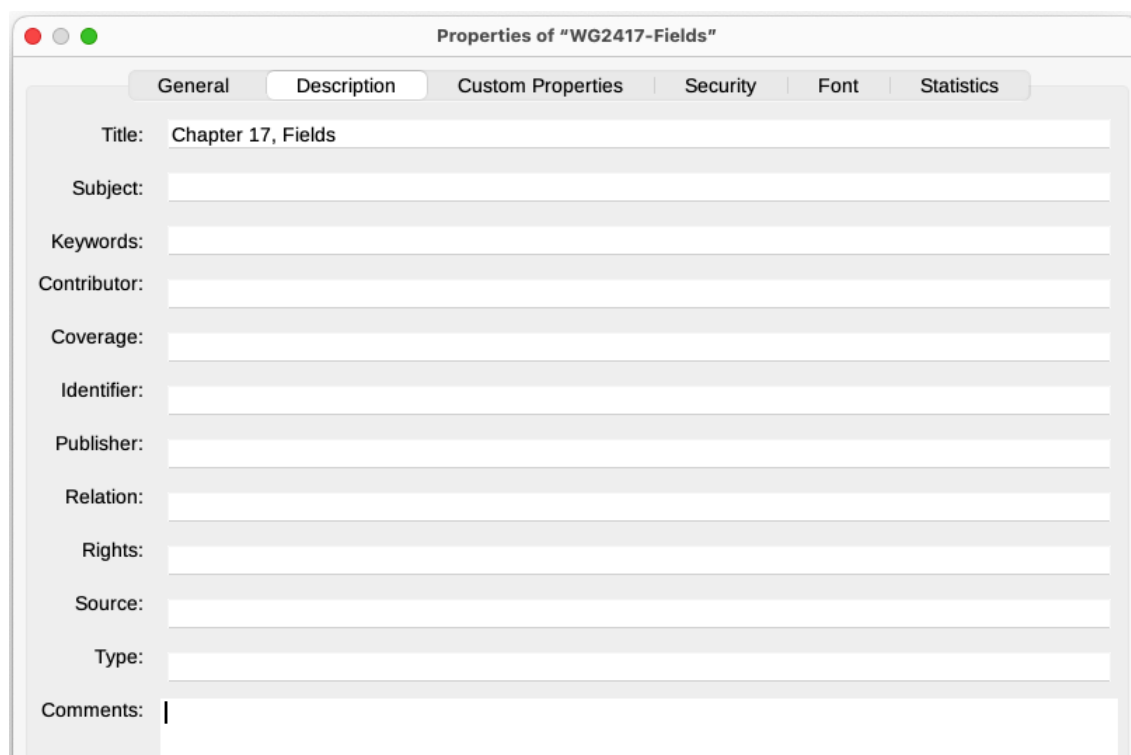 Properties of “WG2417-Fields”
General Description Custom Properties Security Font Statistics
Title: Chapter 17, Fields
Subject:
Keywords:
Contributor:
Coverage:
Identifier:
Publisher:
Relation:
Rights:
Source:
Type:
Comments: